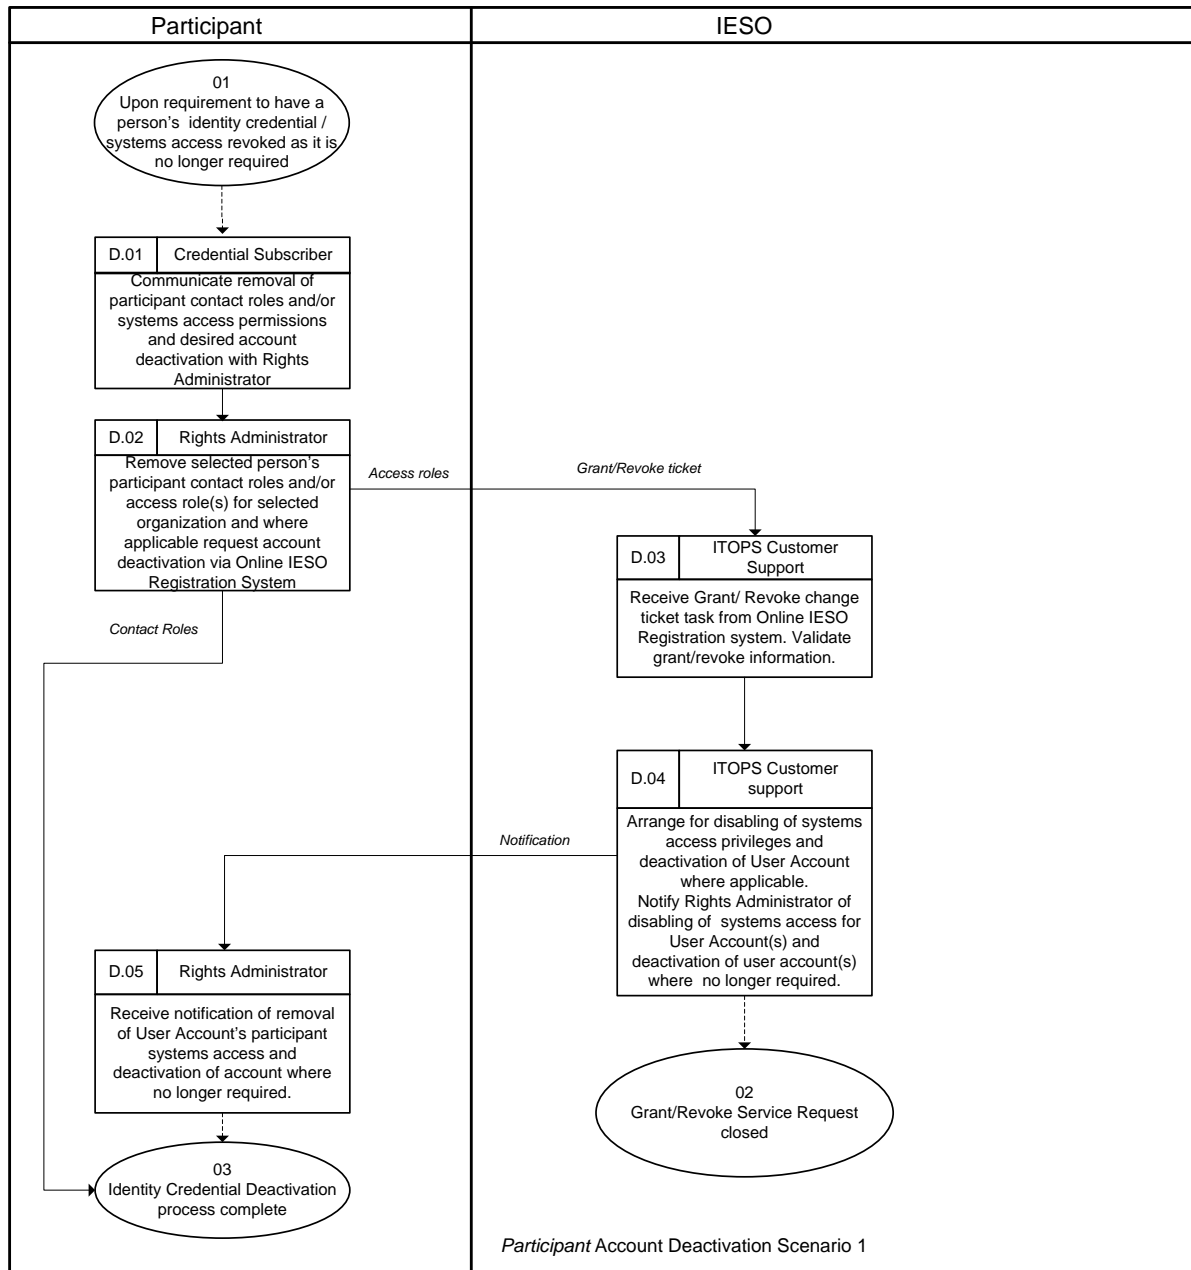 Participant
IESO
01
Upon requirement to have a
person's identity credential /
systems access revoked as it is
no longer required
D.01
Credential Subscriber
Communicate removal of
participant contact roles and/or
systems access permissions
and desired account
deactivation with Rights
Administrator
D.02
Rights Administrator
Remove selected person's
participant contact roles and/or
access role(s) for selected
organization and where
applicable request account
deactivation via Online IESO
Registration System
Access roles
Grant/Revoke ticket
Contact Roles
D.03
ITOPS Customer
Support
Receive Grant/ Revoke change
ticket task from Online IESO
Registration system. Validate
grant/revoke information.
D.04
ITOPS Customer
support
Arrange for disabling of systems
access privileges and
deactivation of User Account
where applicable.
Notify Rights Administrator of
disabling of systems access for
User Account(s) and
deactivation of user account(s)
where no longer required.
Notification
D.05
Rights Administrator
Receive notification of removal
of User Account's participant
systems access and
deactivation of account where
no longer required.
02
Grant/Revoke Service Request
closed
03
Identity Credential Deactivation
process complete
Participant Account Deactivation Scenario 1